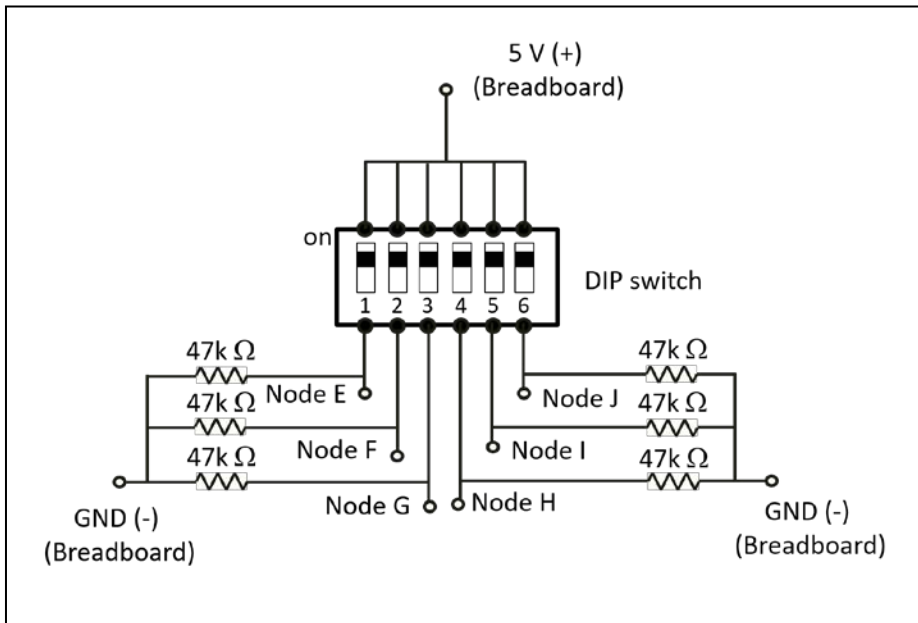 5 V (+)
(Breadboard)
on
DIP switch
1 2 3 4 5 6
47k Ω
47k Ω
Node E
Node J
47k Ω
47k Ω
Node F
Node I
47k Ω
47k Ω
Node G
Node H
GND (-)
(Breadboard)
GND (-)
(Breadboard)